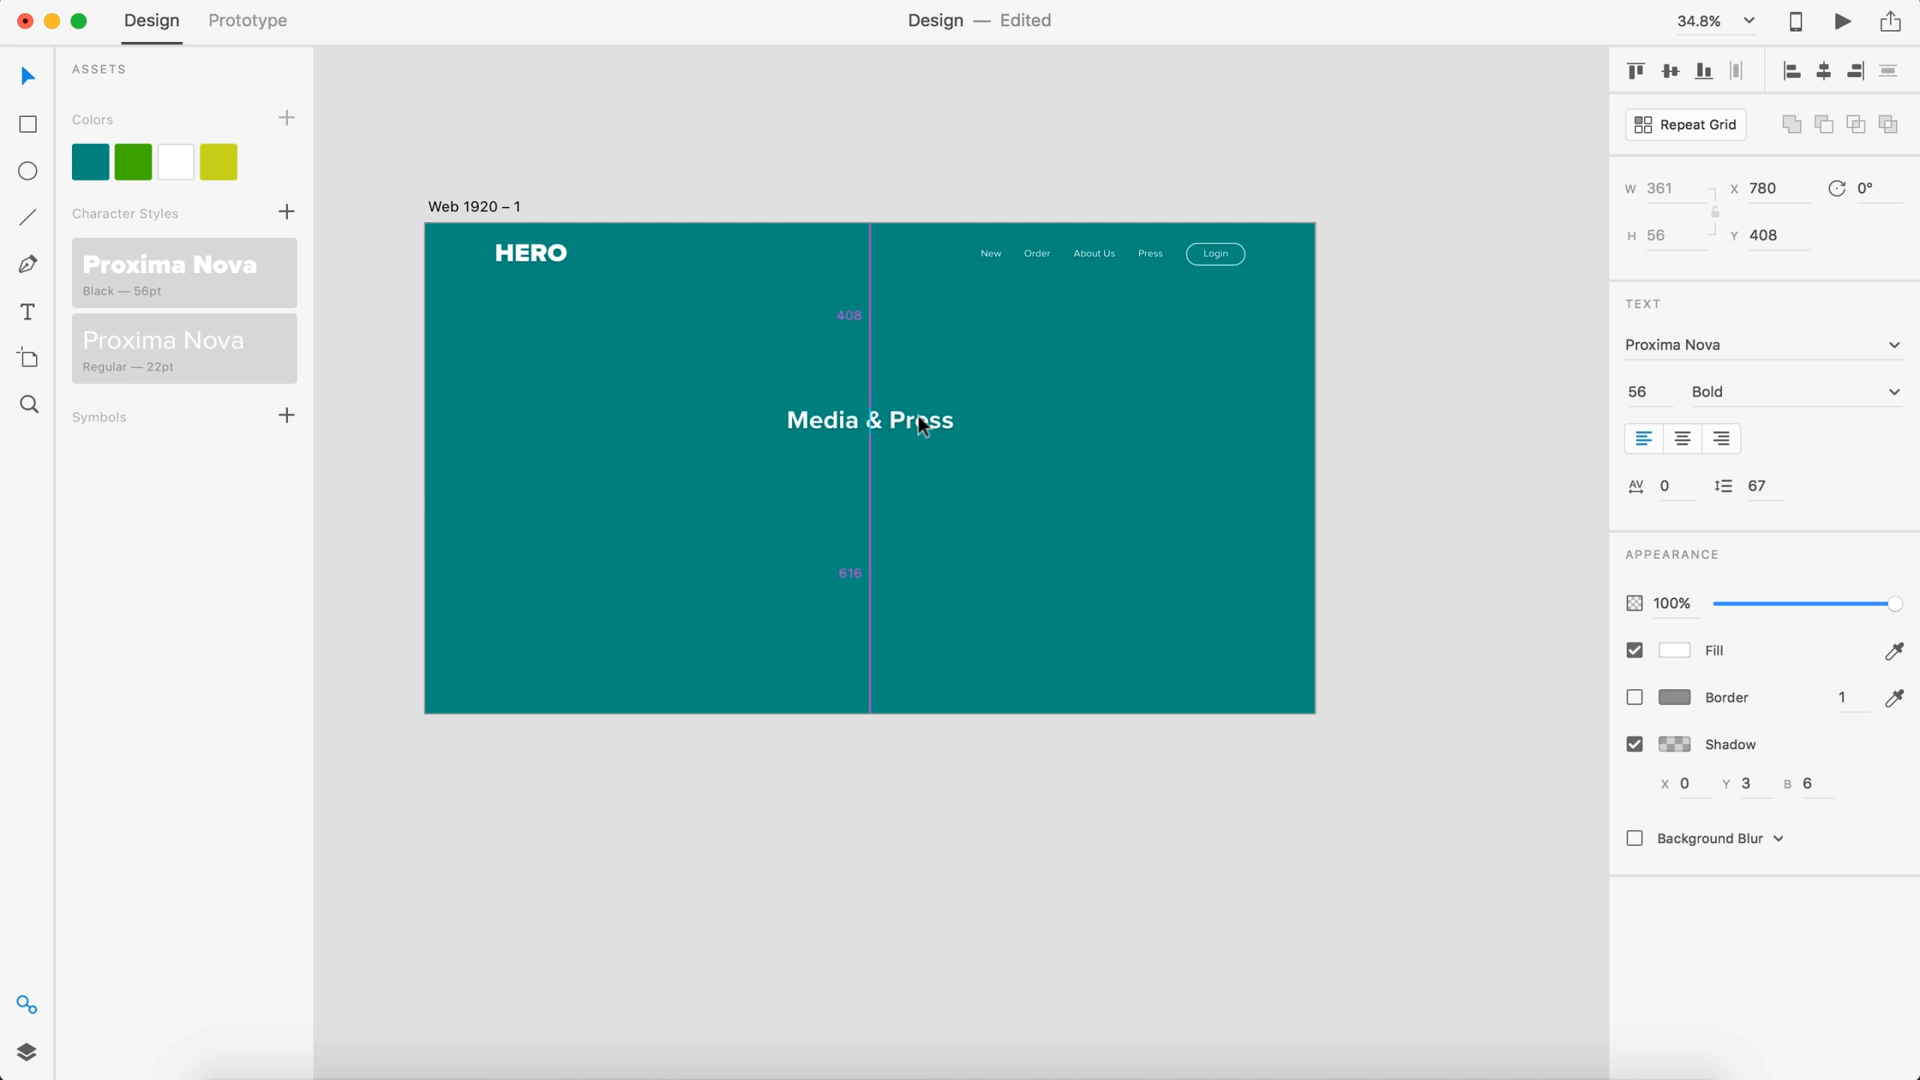 Design
Prototype
Design — Edited
34.8%
ASSETS
Colors
Character Styles
Proxima Nova
Black — 56pt
Proxima Nova
Regular — 22pt
Symbols
Web 1920 – 1
HERO
New Order About Us Press Login
408
Media & Press
616
Repeat Grid
W 361 X 780 0°
H 56 Y 408
TEXT
Proxima Nova
56 Bold
AV 0 67
APPEARANCE
100%
Fill
Border 1
Shadow
X 0 Y 3 B 6
Background Blur